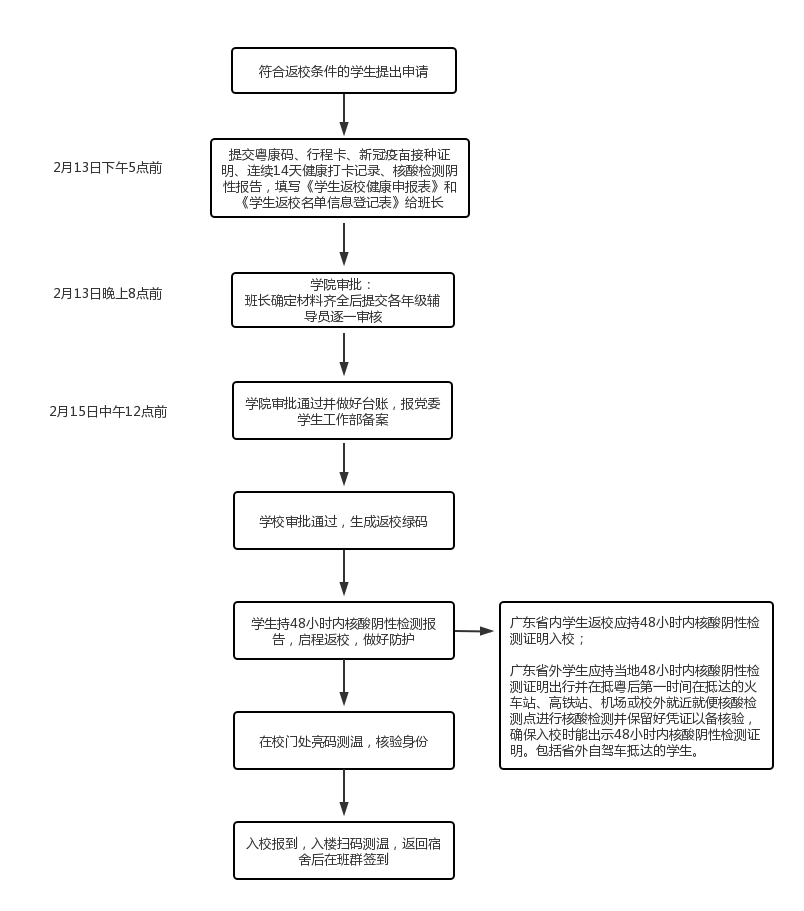 符合返校条件的学生提出申请
2月13日下午5点前
提交粤康码、行程卡、新冠疫苗接种证
明、连续14天健康打卡记录、核酸检测阴
性报告，填写《学生返校健康申报表》和
《学生返校名单信息登记表》给班长
2月13日晚上8点前
学院审批：
班长确定材料齐全后提交各年级辅
导员逐一审核
2月15日中午12点前
学院审批通过并做好台账，报党委
学生工作部备案
学校审批通过，生成返校绿码
学生持48小时内核酸阴性检测报
告，启程返校，做好防护
广东省内学生返校应持48小时内核酸阴性检
测证明入校；
广东省外学生应持当地48小时内核酸阴性检
测证明出行并在抵粤后第一时间在抵达的火
车站、高铁站、机场或校外就近就便核酸检
测点进行核酸检测并保留好凭证以备核验，
确保入校时能出示48小时内核酸阴性检测证
明。包括省外自驾车抵达的学生。
在校门处亮码测温，核验身份
入校报到，入楼扫码测温，返回宿
舍后在班群签到